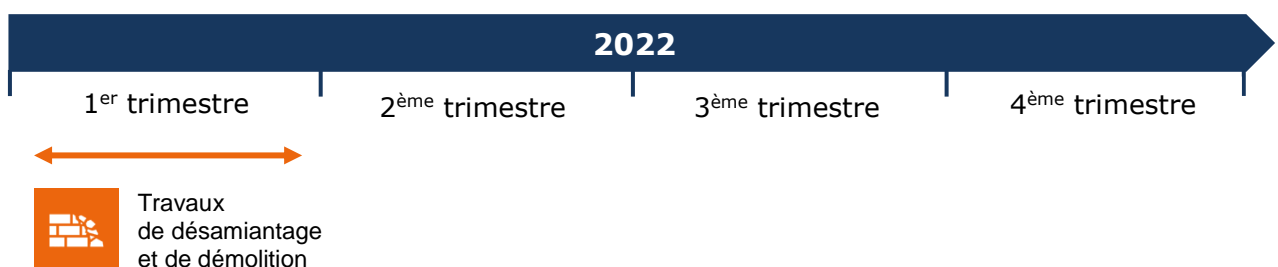 2022
1er trimestre
2ème trimestre
3ème trimestre
4ème trimestre
Travaux
de désamiantage
et de démolition